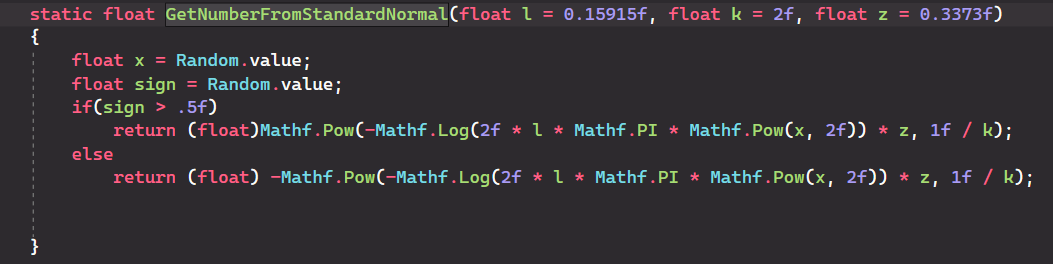 static float GetNumberFromStandardNormal(float l = 0.15915f, float k = 2f, float z = 0.3373f)
{
float x = Random.value;
float sign = Random.value;
if(sign > .5f)
return (float)Mathf.Pow(-Mathf.Log(2f * l * Mathf.PI * Mathf.Pow(x, 2f)) * z, 1f / k);
else
return (float) -Mathf.Pow(-Mathf.Log(2f * l * Mathf.PI * Mathf.Pow(x, 2f)) * z, 1f / k);
}